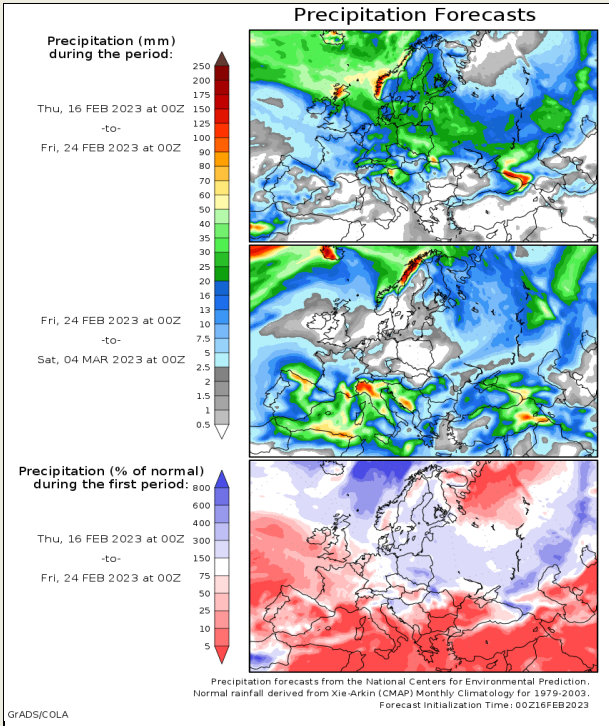 Precipitation Forecasts
Precipitation (mm)
during the period:
Thu, 16 FEB 2023 at 00Z
-to-
Fri, 24 FEB 2023 at 00Z
250
200
175
150
125
100
90
80
70
60
50
40
35
30
25
20
16
13
10
7.5
5
2.5
2
1.5
1
0.5
Fri, 24 FEB 2023 at 00Z
-to-
Sat, 04 MAR 2023 at 00Z
Precipitation (% of normal)
during the first period:
Thu, 16 FEB 2023 at 00Z
-to-
Fri, 24 FEB 2023 at 00Z
800
600
400
300
150
75
50
25
10
5
Precipitation forecasts from the National Centers for Environmental Prediction.
Normal rainfall derived from Xie-Arkin (CMAP) Monthly Climatology for 1979-2003.
Forecast Initialization Time: 00Z16FEB2023
GrADS/COLA